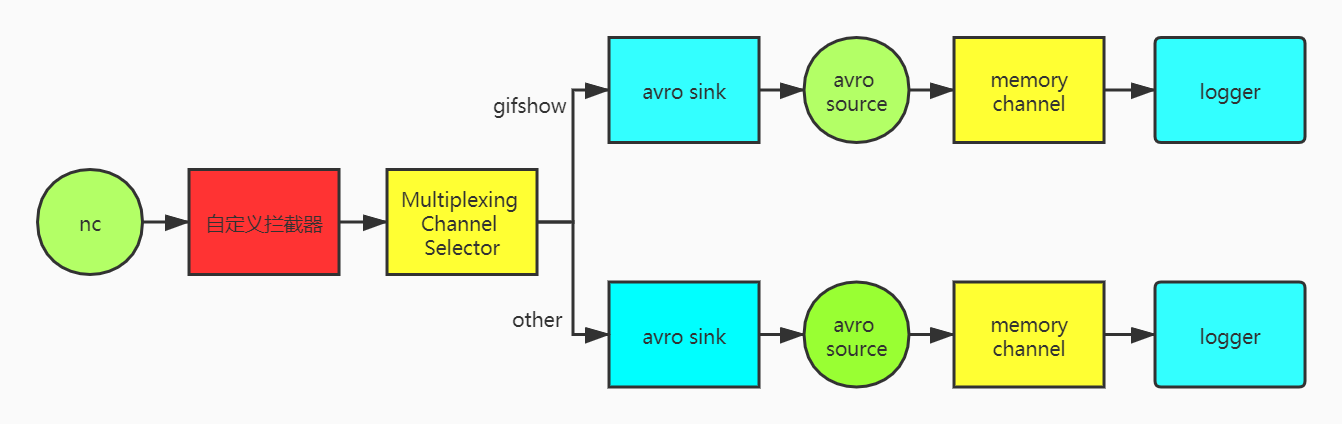 nc
自定义拦截器
Multiplexing
Channel
Selector
gifshow
avro sink
avro
source
memory
channel
logger
other
avro sink
avro
source
memory
channel
logger